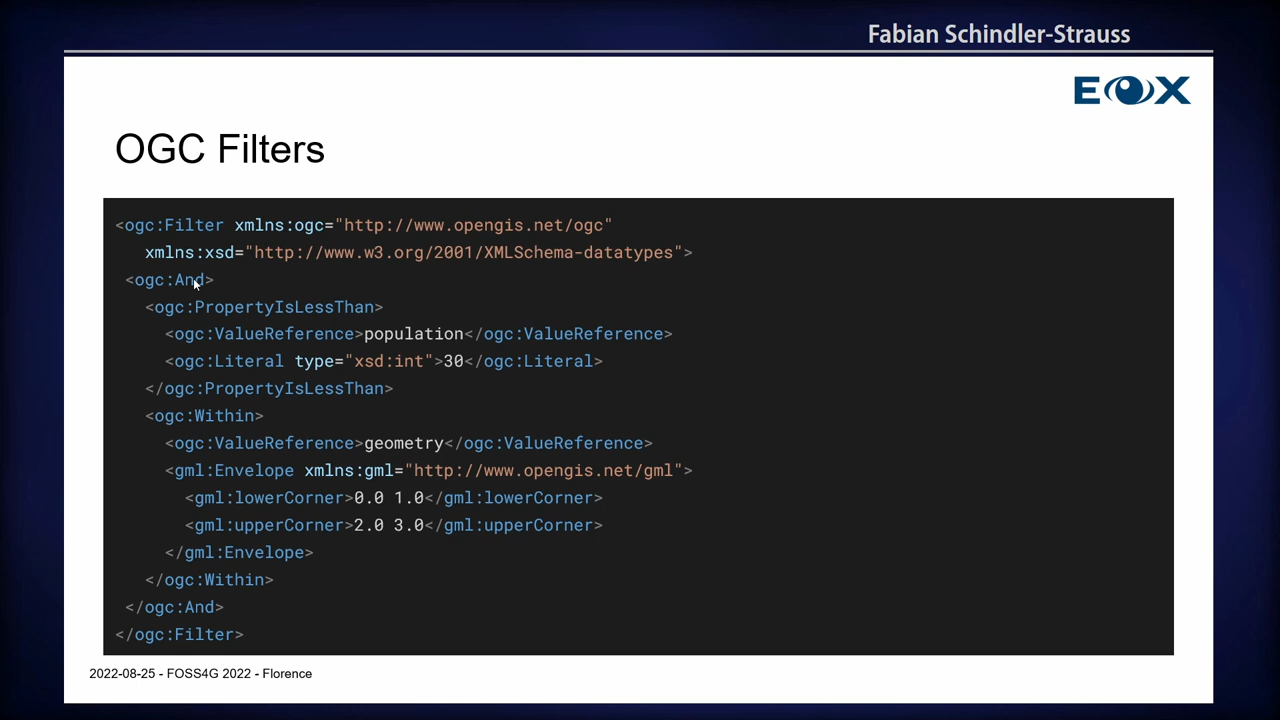 Fabian Schindler-Strauss
EOX
OGC Filters
<ogc:Filter xmlns:ogc="http://www.opengis.net/ogc"
xmlns:xsd="http://www.w3.org/2001/XMLSchema-datatypes">
<ogc:And>
<ogc:PropertyIsLessThan>
<ogc:ValueReference>population</ogc:ValueReference>
<ogc:Literal type="xsd:int">30</ogc:Literal>
</ogc:PropertyIsLessThan>
<ogc:Within>
<ogc:ValueReference>geometry</ogc:ValueReference>
<gml:Envelope xmlns:gml="http://www.opengis.net/gml">
<gml:lowerCorner>0.0 1.0</gml:lowerCorner>
<gml:upperCorner>2.0 3.0</gml:upperCorner>
</gml:Envelope>
</ogc:Within>
</ogc:And>
</ogc:Filter>
2022-08-25 - FOSS4G 2022 - Florence